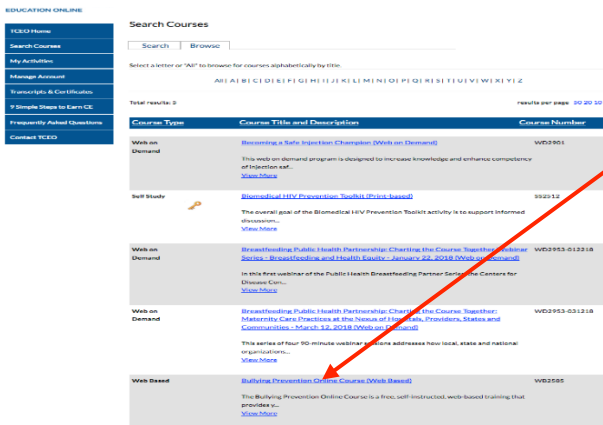 EDUCATION ONLINE
TCEO Home
Search Courses
My Activities
Manage Account
Transcripts & Certificates
9 Simple Steps to Earn CE
Frequently Asked Questions
Contact TCEO
Search Courses
Search Browse
Select a letter or "All" to browse for courses alphabetically by title.
All | A | B | C | D | E | F | G | H | I | J | K | L | M | N | O | P | Q | R | S | T | U | V | W | X | Y | Z
Total results: 5 results per page 50 20 10
Course Type Course Title and Description Course Number
Web on Demand Becoming a Safe Injection Champion (Web on Demand) WD2901
This web on demand program is designed to increase knowledge and enhance competency
of injection saf...
View More
Self Study Biomedical HIV Prevention Toolkit (Print-based) SS2512
The overall goal of the Biomedical HIV Prevention Toolkit activity is to support informed
discussion...
View More
Web on Demand Breastfeeding Public Health Partnership: Charting the Course Together Webinar WD2953-012218
Series - Breastfeeding and Health Equity - January 22, 2018 (Web on Demand)
In this first webinar of the Public Health Breastfeeding Partner Series, the Centers for
Disease Con...
View More
Web on Demand Breastfeeding Public Health Partnership: Charting the Course Together: WD2953-031218
Maternity Care Practices at the Nexus of Hospitals, Providers, States and
Communities - March 12, 2018 (Web on Demand)
This series of four 90-minute webinar sessions addresses how local, state and national
organizations...
View More
Web Based Bullying Prevention Online Course (Web Based) WB2585
The Bullying Prevention Online Course is a free, self-instructed, web-based training that
provides y...
View More